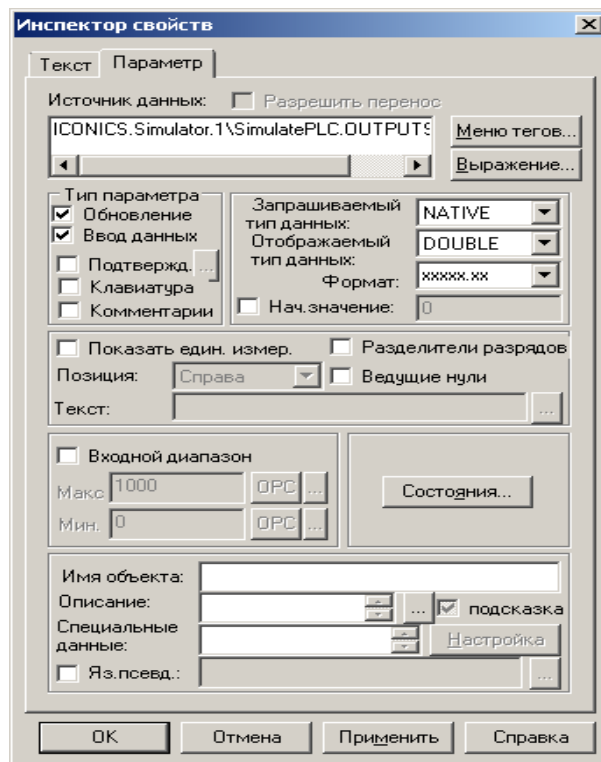 Инспектор свойств
Текст Параметр
Источник данных: Разрешить перенос
ICONICS.Simulator.1\SimulatePLC.OUTPUTS
Меню тегов...
Выражение...
Тип параметра
Обновление
Ввод данных
Подтвержд. ...
Клавиатура
Комментарии
Запрашиваемый
тип данных:
NATIVE
Отображаемый
тип данных:
DOUBLE
Формат: xxxxx.xx
Нач.значение: 0
Показать един. измер. Разделители разрядов
Позиция: Справа Ведущие нули
Текст: ...
Входной диапазон
Макс 1000 OPC ...
Мин. 0 OPC ...
Состояния...
Имя объекта:
Описание: ... подсказка
Специальные
данные:
Настройка
Яз.псевд.: ...
OK Отмена Применить Справка